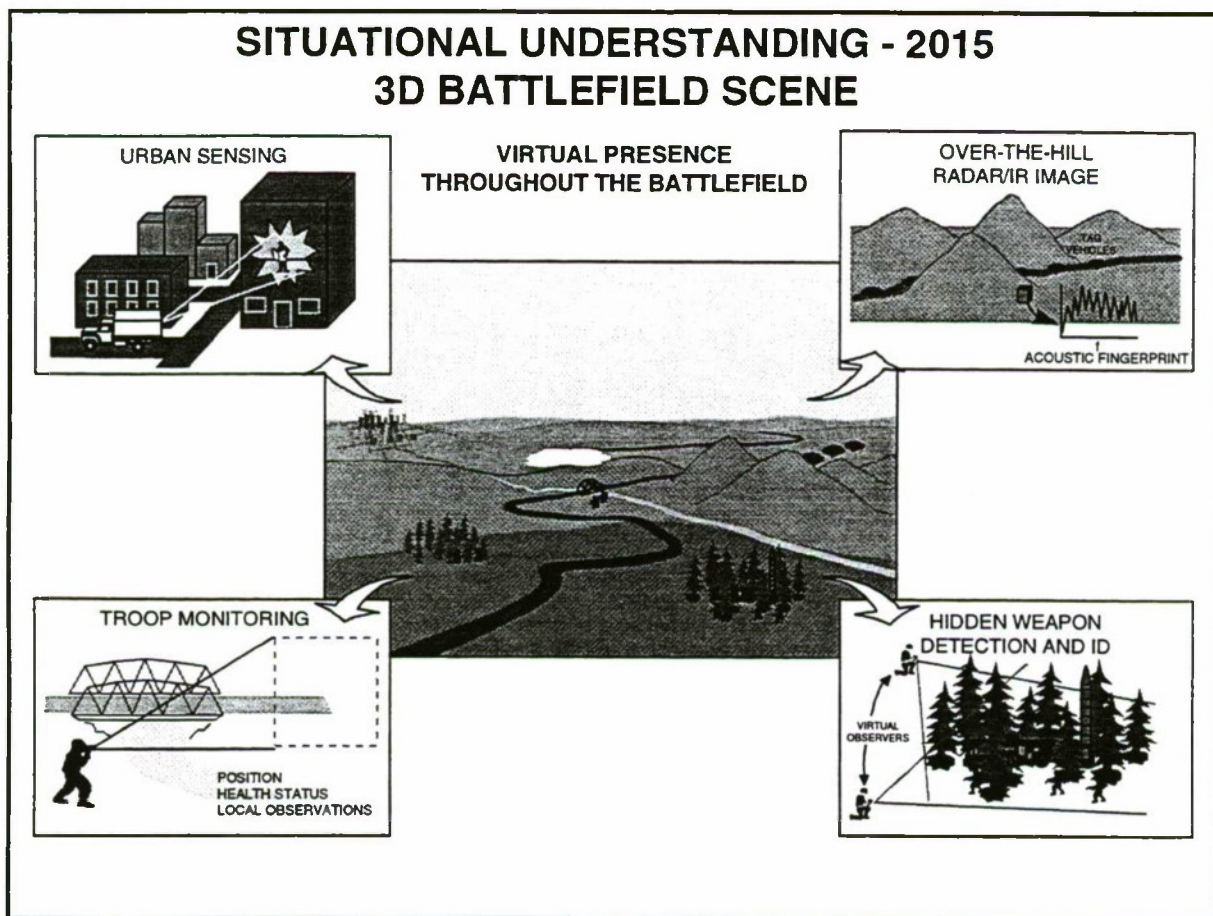 SITUATIONAL UNDERSTANDING - 2015
3D BATTLEFIELD SCENE
URBAN SENSING
VIRTUAL PRESENCE
THROUGHOUT THE BATTLEFIELD
OVER-THE-HILL
RADAR/IR IMAGE
TAG
VEHICLES
f
ACOUSTIC FINGERPRINT
TROOP MONITORING
POSITION
HEALTH STATUS
LOCAL OBSERVATIONS
HIDDEN WEAPON
DETECTION AND ID
VIRTUAL
OBSERVERS